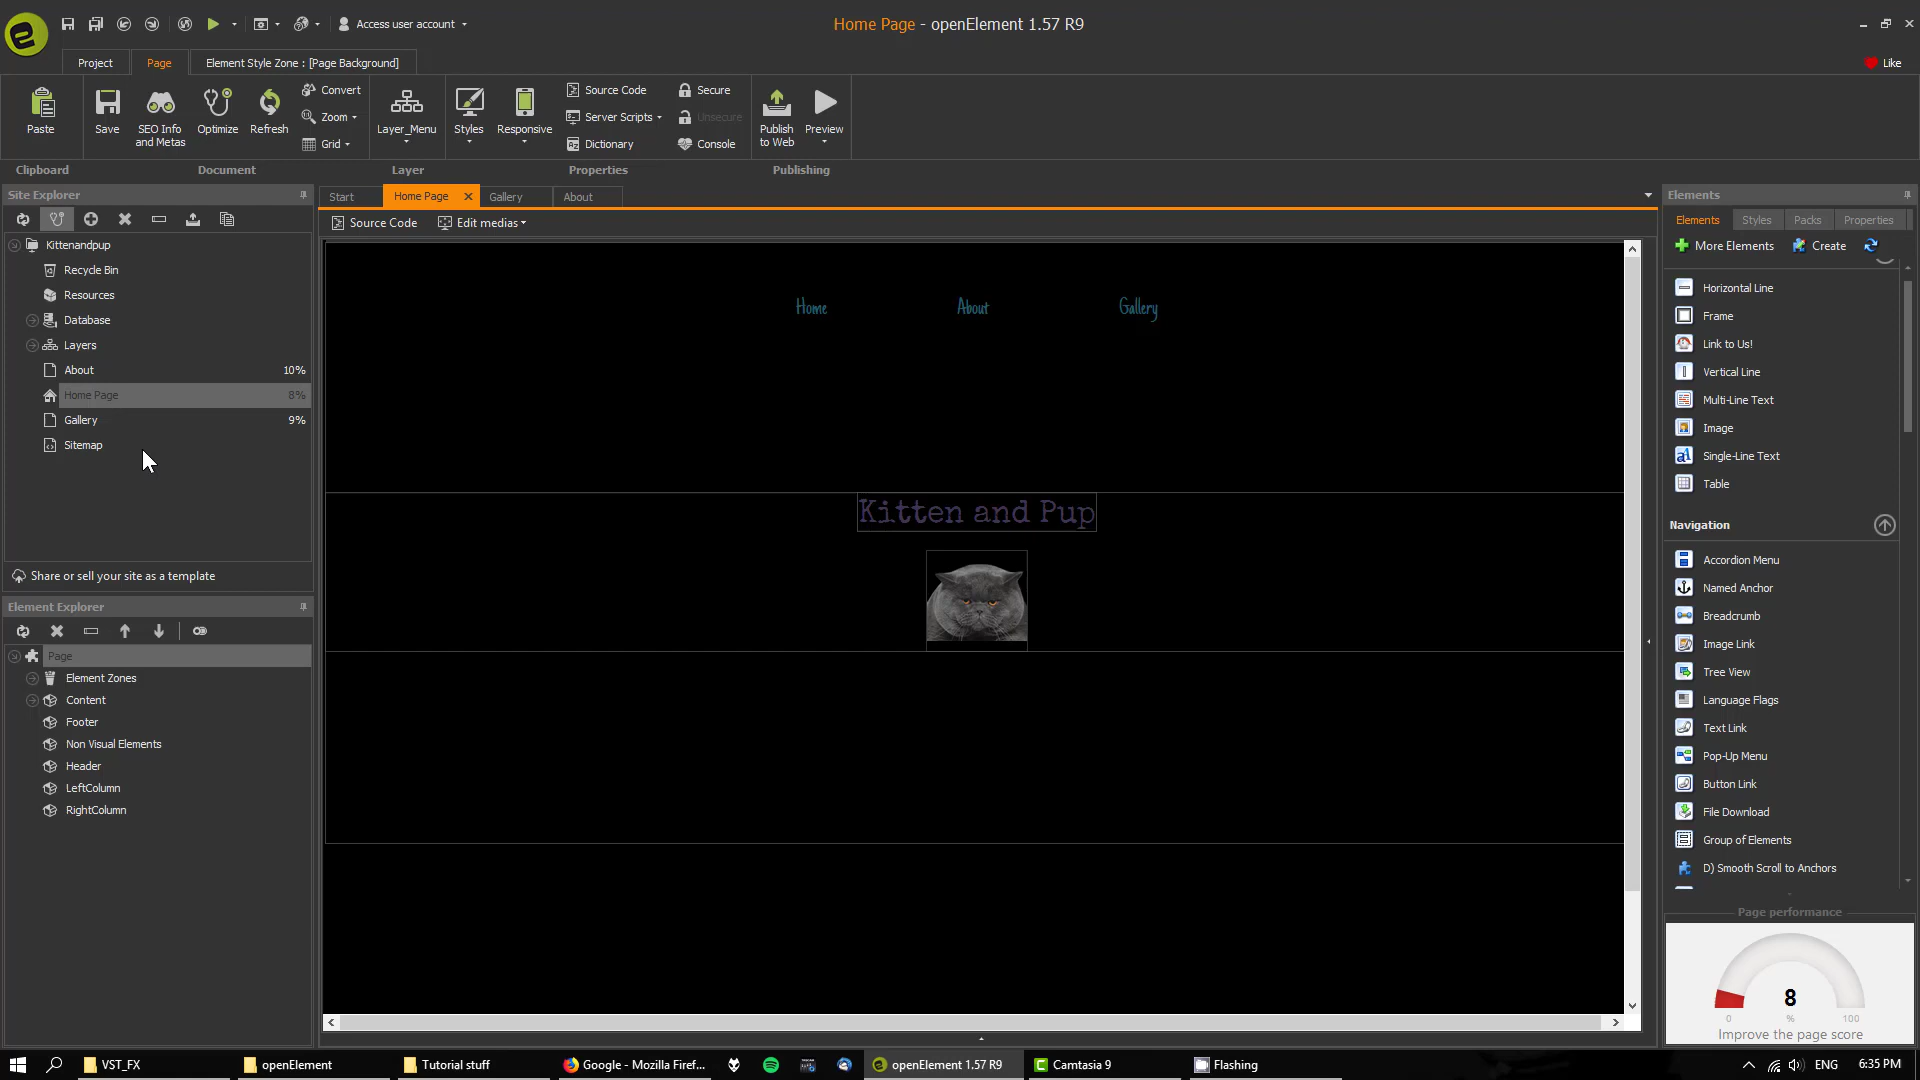 Access user account
Home Page - openElement 1.57 R9
Project
Page
Element Style Zone : [Page Background]
Like
Paste
Save
SEO Info
and Metas
Optimize
Refresh
Convert
Zoom
Grid
Layer_Menu
Styles
Responsive
Source Code
Server Scripts
Dictionary
Secure
Unsecure
Console
Publish
to Web
Preview
Clipboard
Document
Layer
Properties
Publishing
Site Explorer
Start
Home Page
Gallery
About
Source Code
Edit medias
Kittenandpup
Recycle Bin
Resources
Database
Layers
About 10%
Home Page 8%
Gallery 9%
Sitemap
Share or sell your site as a template
Element Explorer
Page
Element Zones
Content
Footer
Non Visual Elements
Header
LeftColumn
RightColumn
Home
About
Gallery
Kitten and Pup
Elements
Elements
Styles
Packs
Properties
More Elements
Create
Horizontal Line
Frame
Link to Us!
Vertical Line
Multi-Line Text
Image
Single-Line Text
Table
Navigation
Accordion Menu
Named Anchor
Breadcrumb
Image Link
Tree View
Language Flags
Text Link
Pop-Up Menu
Button Link
File Download
Group of Elements
D) Smooth Scroll to Anchors
Page performance
8
0 % 100
Improve the page score
VST_FX
openElement
Tutorial stuff
Google - Mozilla Firef...
openElement 1.57 R9
Camtasia 9
Flashing
ENG
6:35 PM